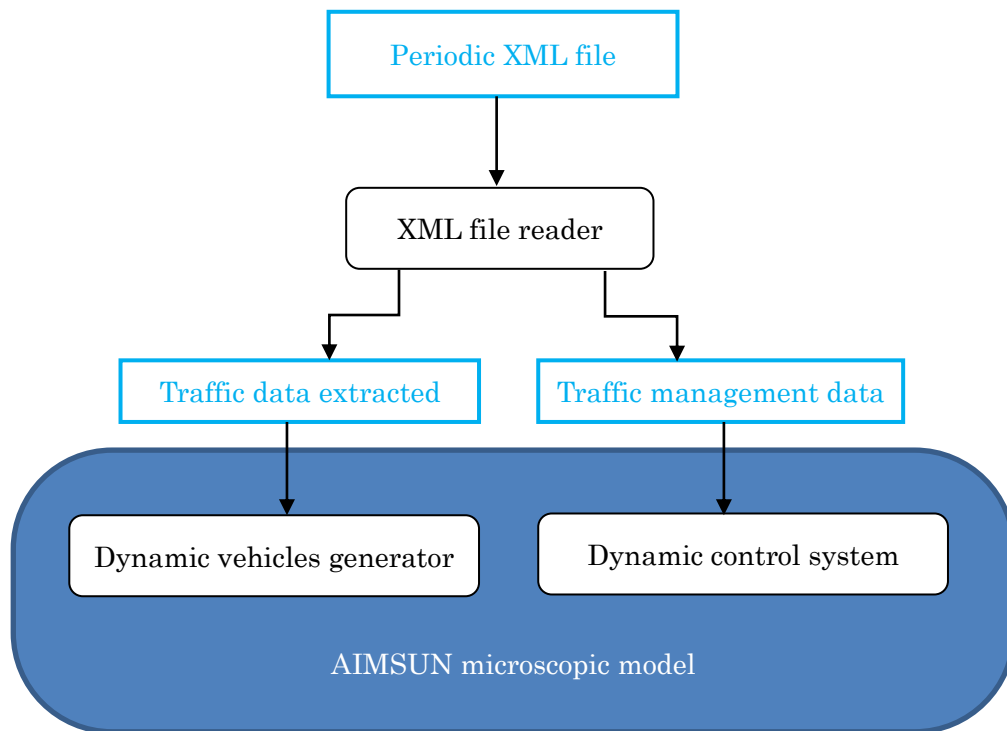 Periodic XML file
XML file reader
Traffic data extracted
Traffic management data
Dynamic vehicles generator
Dynamic control system
AIMSUN microscopic model